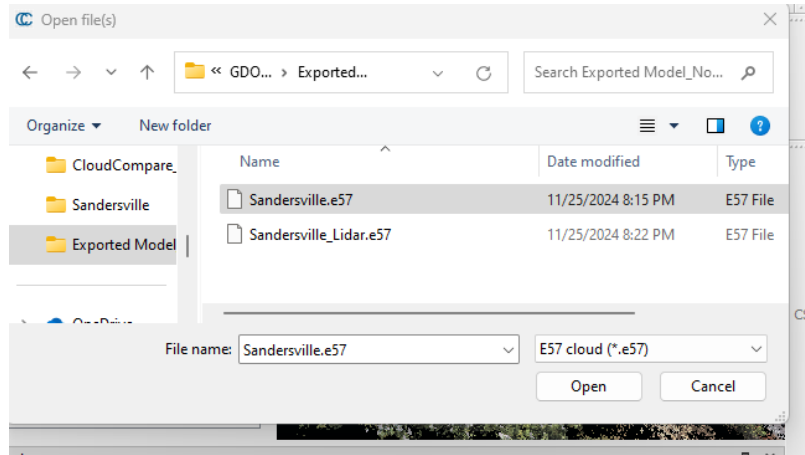 Open file(s)
« GDO... › Exported...
Search Exported Model_No...
Organize
New folder
Name
Date modified
Type
CloudCompare_
Sandersville
Exported Model
Sandersville.e57 11/25/2024 8:15 PM E57 File
Sandersville_Lidar.e57 11/25/2024 8:22 PM E57 File
OneDrive
File name: Sandersville.e57
E57 cloud (*.e57)
Open
Cancel